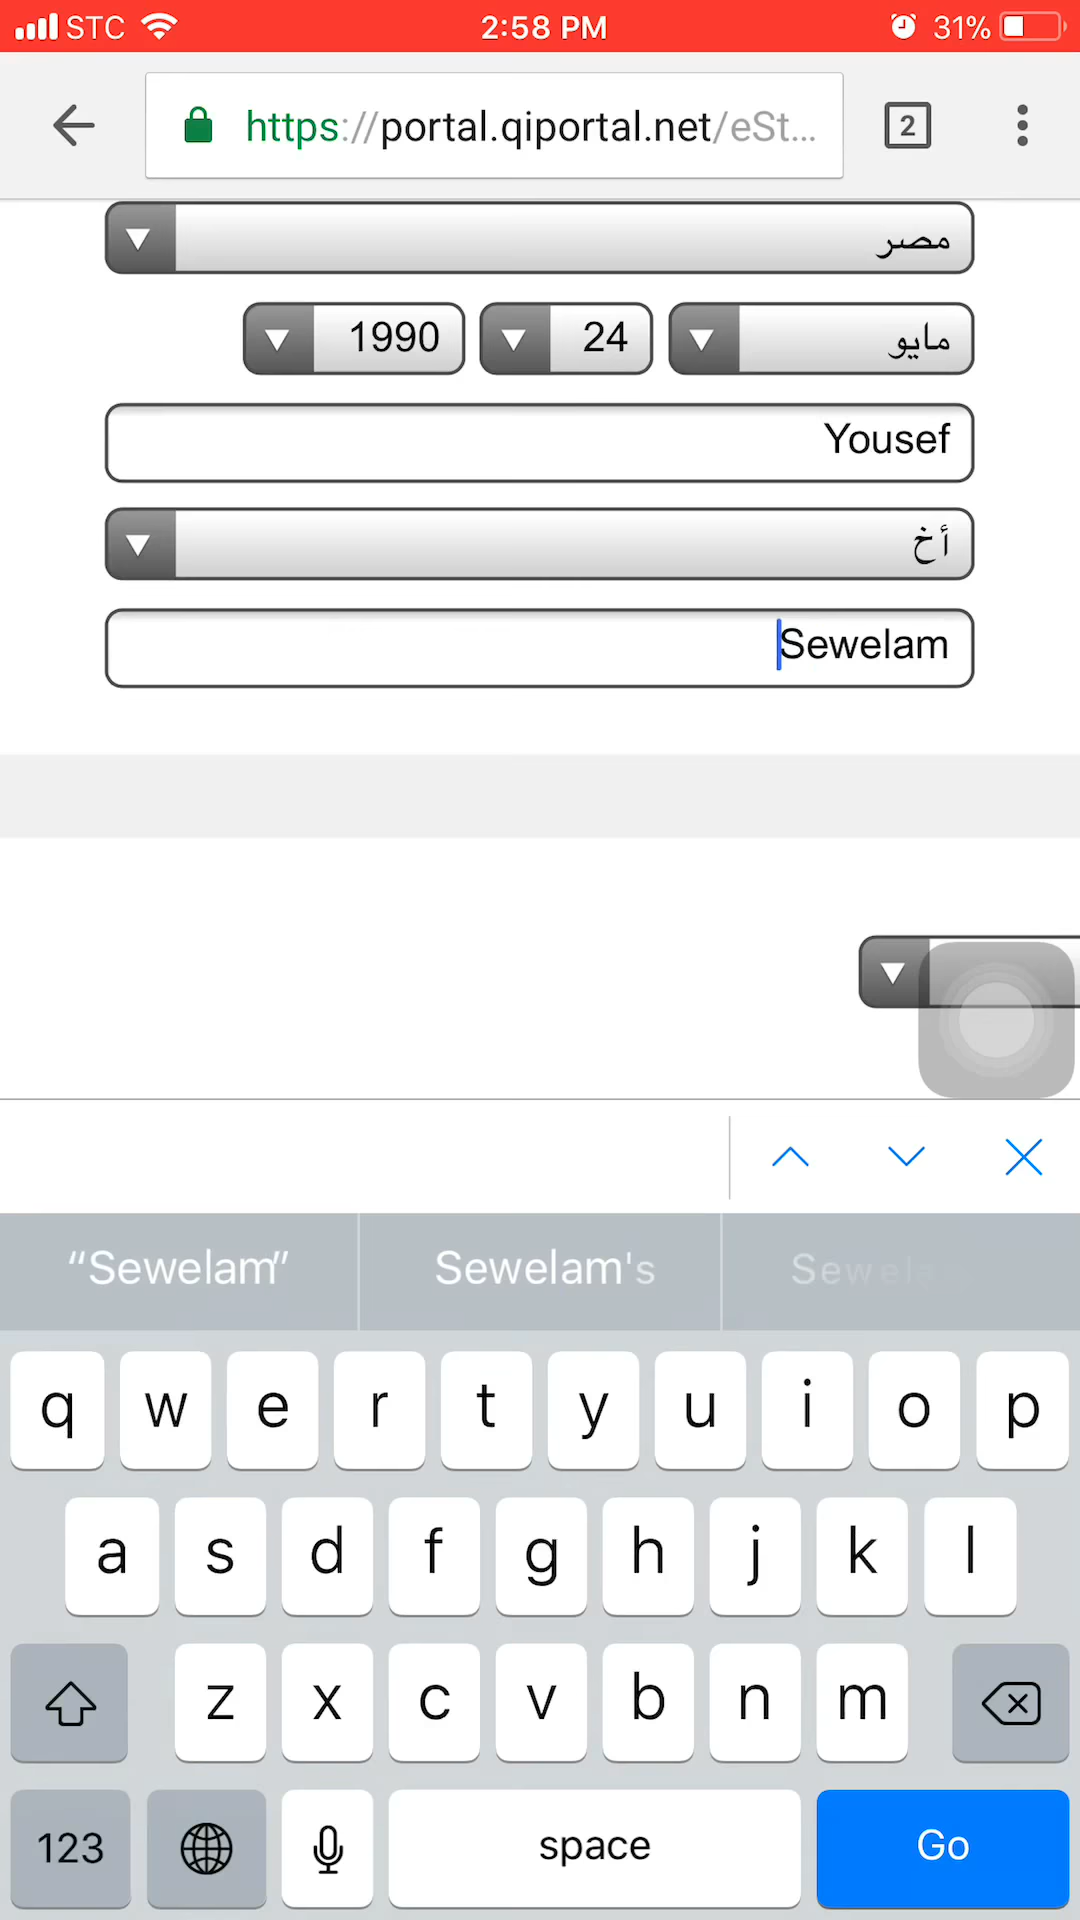 STC 2:58 PM 31%
https://portal.qiportal.net/eSt... 2
مصر
مايو 24 1990
Yousef
أخ
Sewelam
“Sewelam” Sewelam's
q w e r t y u i o p
a s d f g h j k l
z x c v b n m
123 space Go